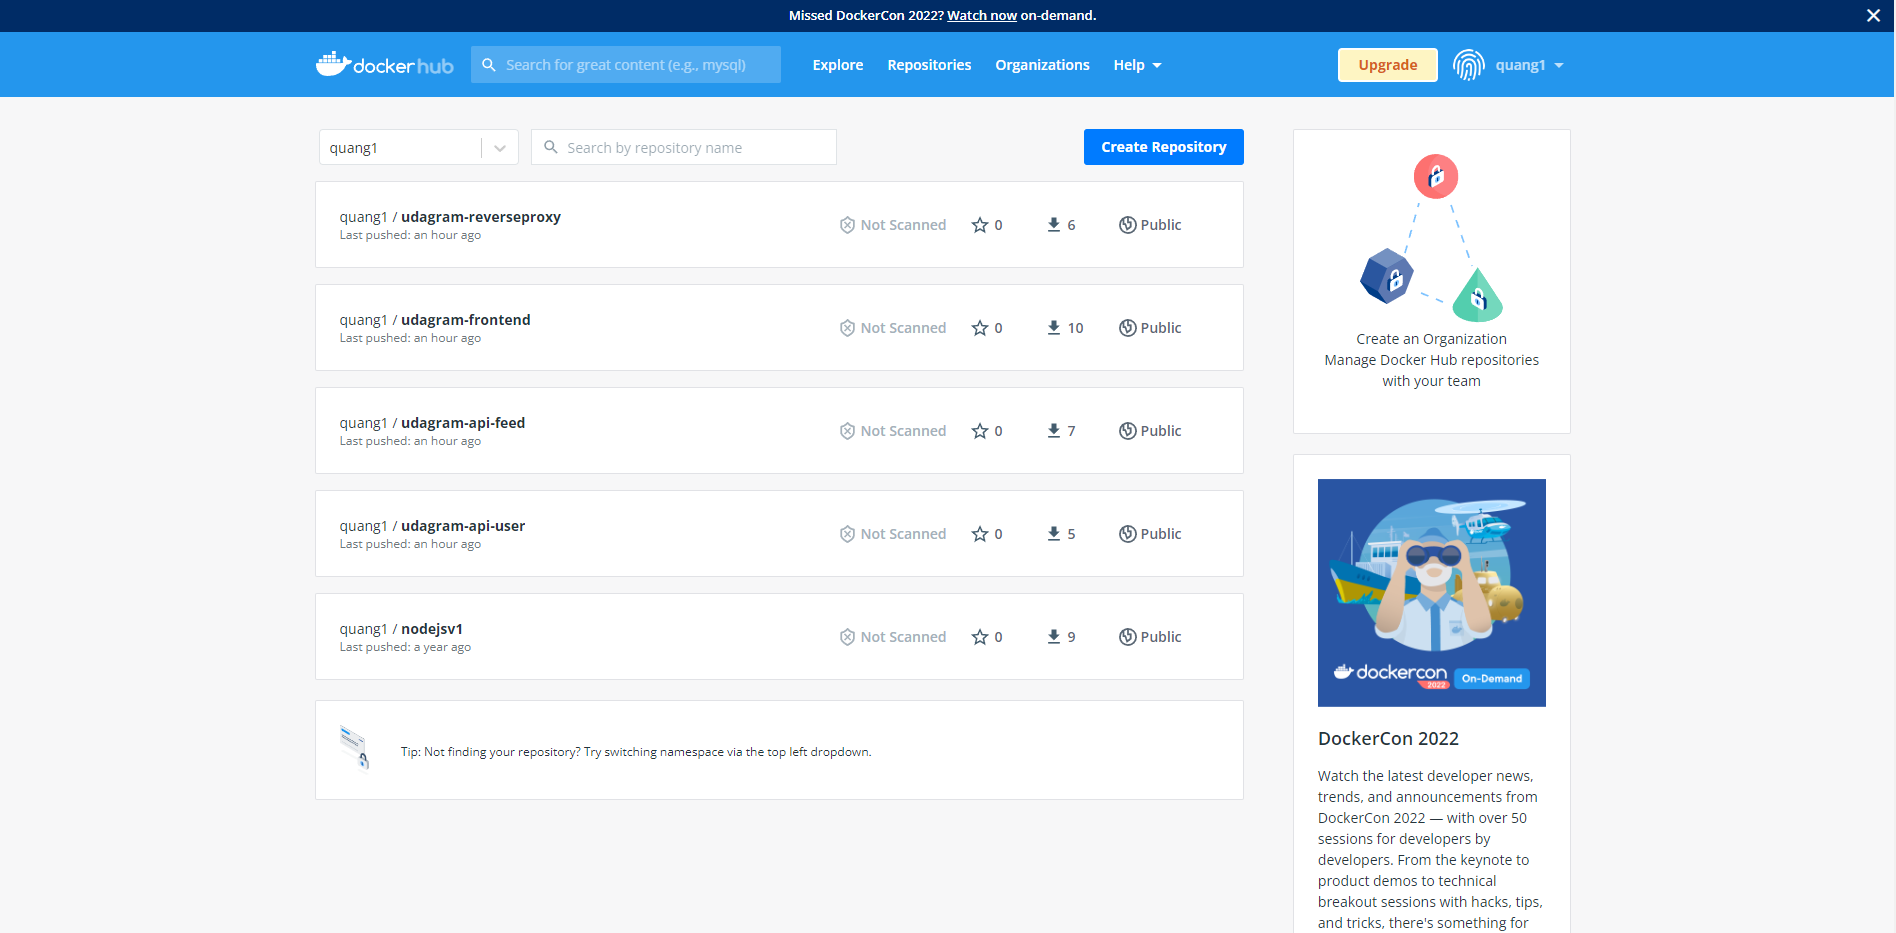 Missed DockerCon 2022? Watch now on-demand.
dockerhub
Search for great content (e.g., mysql)
Explore
Repositories
Organizations
Help
Upgrade
quang1
quang1
Search by repository name
Create Repository
quang1 / udagram-reverseproxy
Last pushed: an hour ago
Not Scanned
0
6
Public
quang1 / udagram-frontend
Last pushed: an hour ago
Not Scanned
0
10
Public
quang1 / udagram-api-feed
Last pushed: an hour ago
Not Scanned
0
7
Public
quang1 / udagram-api-user
Last pushed: an hour ago
Not Scanned
0
5
Public
quang1 / nodejsv1
Last pushed: a year ago
Not Scanned
0
9
Public
Tip: Not finding your repository? Try switching namespace via the top left dropdown.
Create an Organization
Manage Docker Hub repositories
with your team
dockercon
2022
On-Demand
DockerCon 2022
Watch the latest developer news,
trends, and announcements from
DockerCon 2022 — with over 50
sessions for developers by
developers. From the keynote to
product demos to technical
breakout sessions with hacks, tips,
and tricks, there's something for